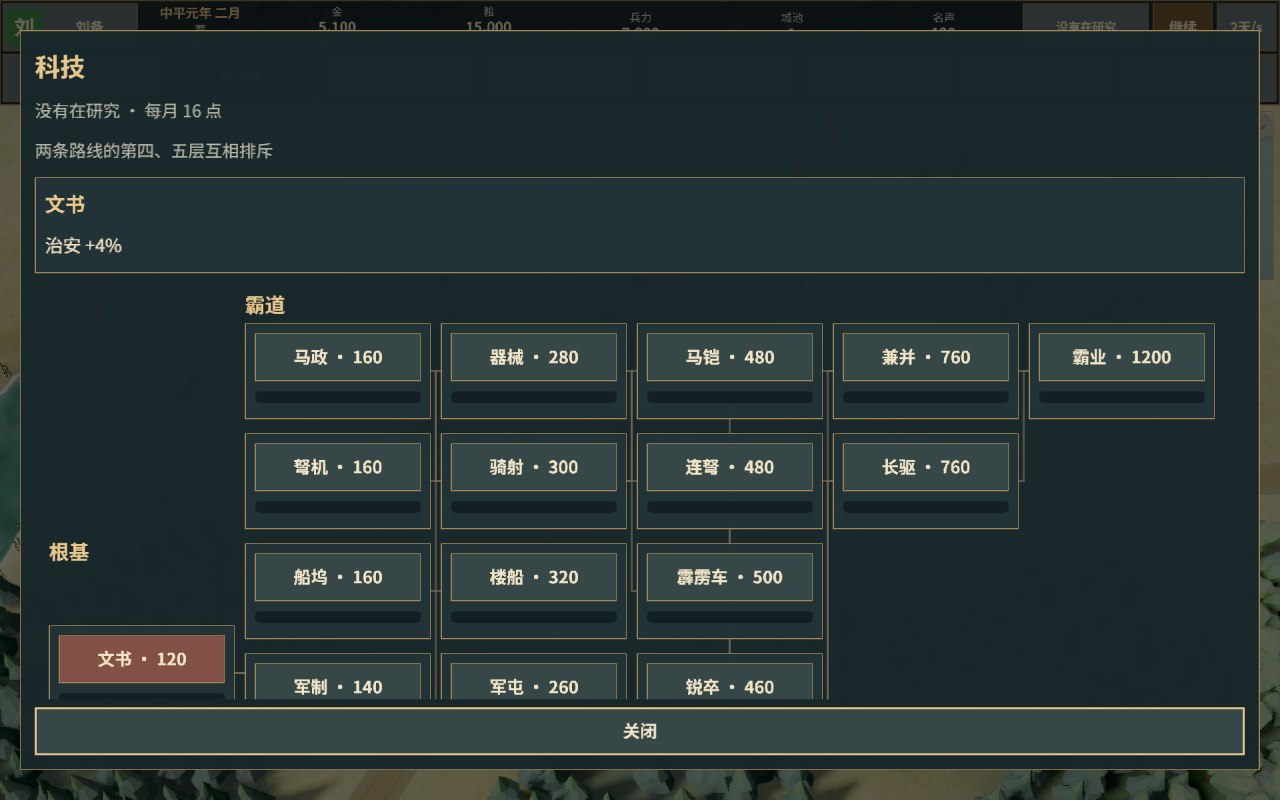 刘 刘备 中平元年 二月 金 5,100 粮 15,000 兵力 城池 名声 没有在研究 继续 2天/s
科技
没有在研究 · 每月 16 点
两条路线的第四、五层互相排斥
文书
治安 +4%
霸道
马政 · 160 器械 · 280 马铠 · 480 兼并 · 760 霸业 · 1200
弩机 · 160 骑射 · 300 连弩 · 480 长驱 · 760
根基
船坞 · 160 楼船 · 320 霹雳车 · 500
文书 · 120
军制 · 140 军屯 · 260 锐卒 · 460
关闭